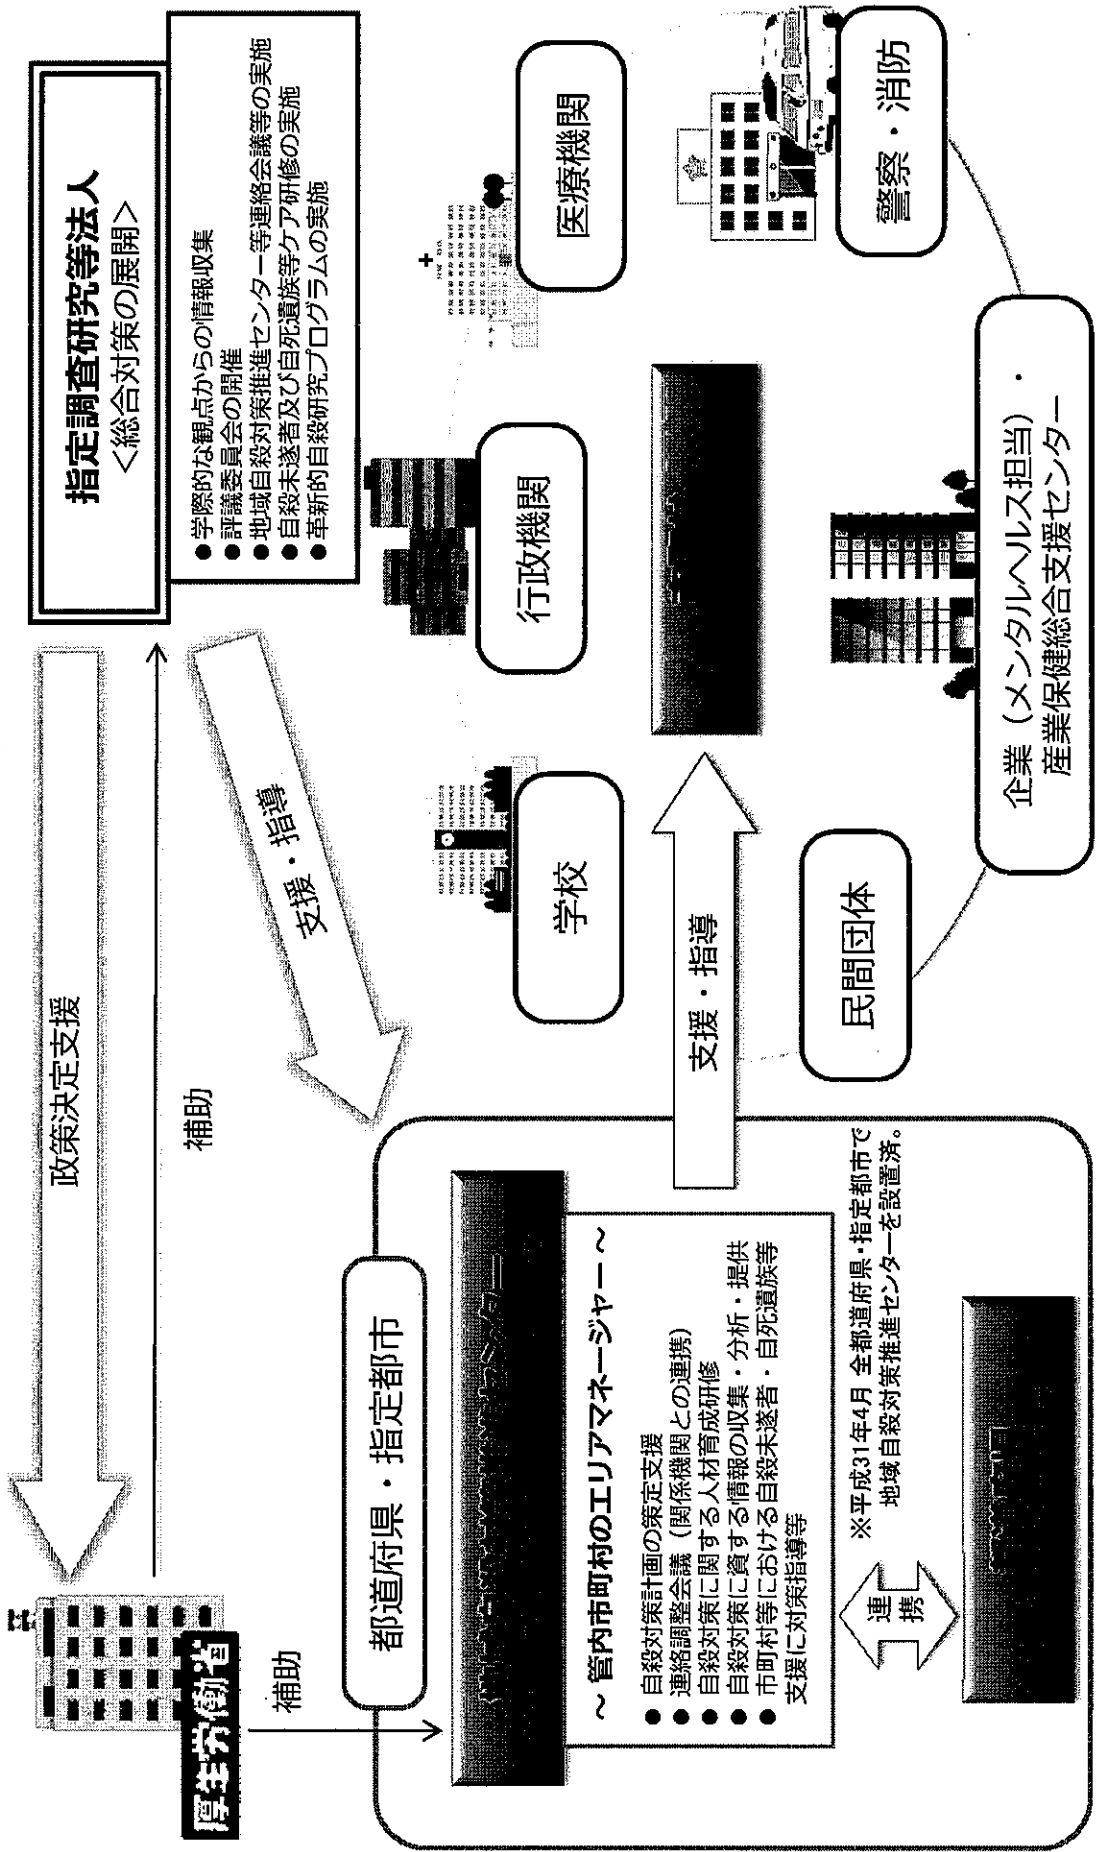 厚生労働省
政策決定支援
補助
指定調査研究等法人
<総合対策の展開>
●学際的な観点からの情報収集
●評議委員会の開催
●地域自殺対策推進センター等連絡会議等の実施
●自殺未遂者及び自死遺族等ケア研修の実施
●革新的自殺研究プログラムの実施
補助
支援・指導
都道府県・指定都市
～ 管内市町村のエリアマネージャー ～
● 自殺対策計画の策定支援
● 連絡調整会議（関係機関との連携）
● 自殺対策に関する人材育成研修
● 自殺対策に資する情報の収集・分析・提供
● 市町村等における自殺未遂者・自死遺族等
支援に対策指導等
連携
※平成31年4月 全都道府県・指定都市で
地域自殺対策推進センターを設置済。
支援・指導
学校
行政機関
医療機関
警察・消防
民間団体
企業（メンタルヘルス担当）・
産業保健総合支援センター